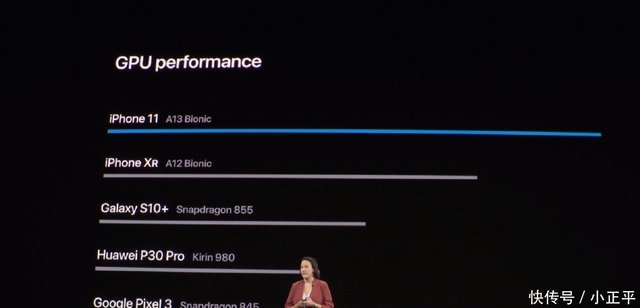 GPU performance
iPhone 11 A13 Bionic
iPhone XR A12 Bionic
Galaxy S10+ Snapdragon 855
Huawei P30 Pro Kirin 980
Google Pixel 3 Snapdragon 845
快传号 / 小正平